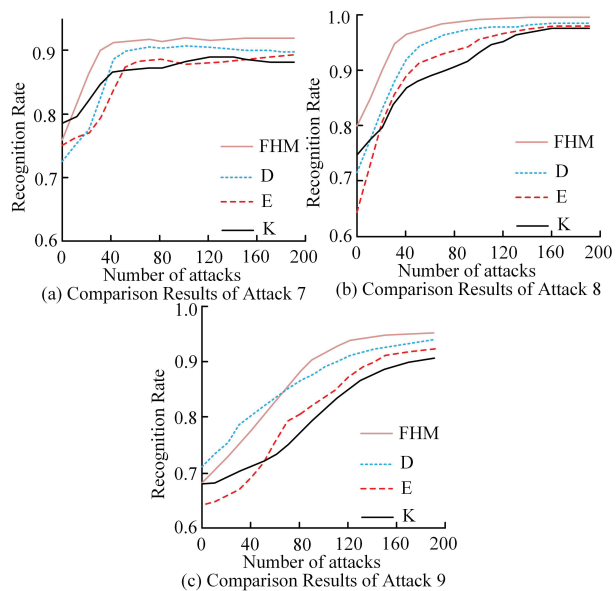 0.9
0.8
0.7
0.6
Recognition Rate
FHM
D
E
K
0 40 80 120 160 200
Number of attacks
(a) Comparison Results of Attack 7
1.0
0.9
0.8
0.7
0.6
Recognition Rate
FHM
D
E
K
0 40 80 120 160 200
Number of attacks
(b) Comparison Results of Attack 8
1.0
0.9
0.8
0.7
0.6
Recognition Rate
FHM
D
E
K
0 40 80 120 160 200
Number of attacks
(c) Comparison Results of Attack 9